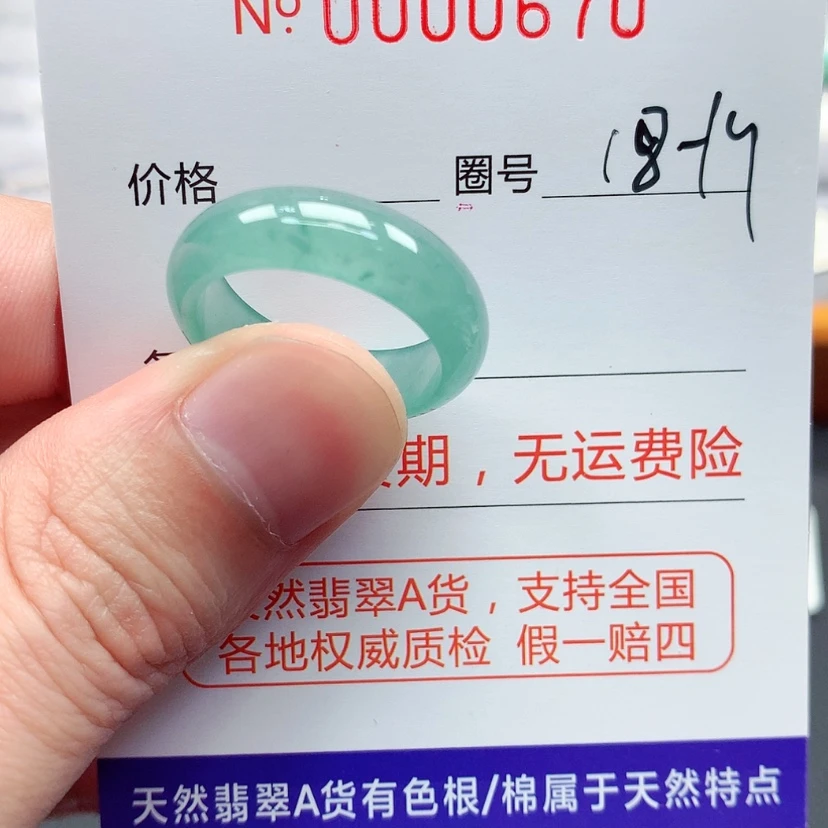 No 0000670
价格 圈号 18-19
期，无运费险
然翡翠A货，支持全国
各地权威质检 假一赔四
天然翡翠A货有色根/棉属于天然特点